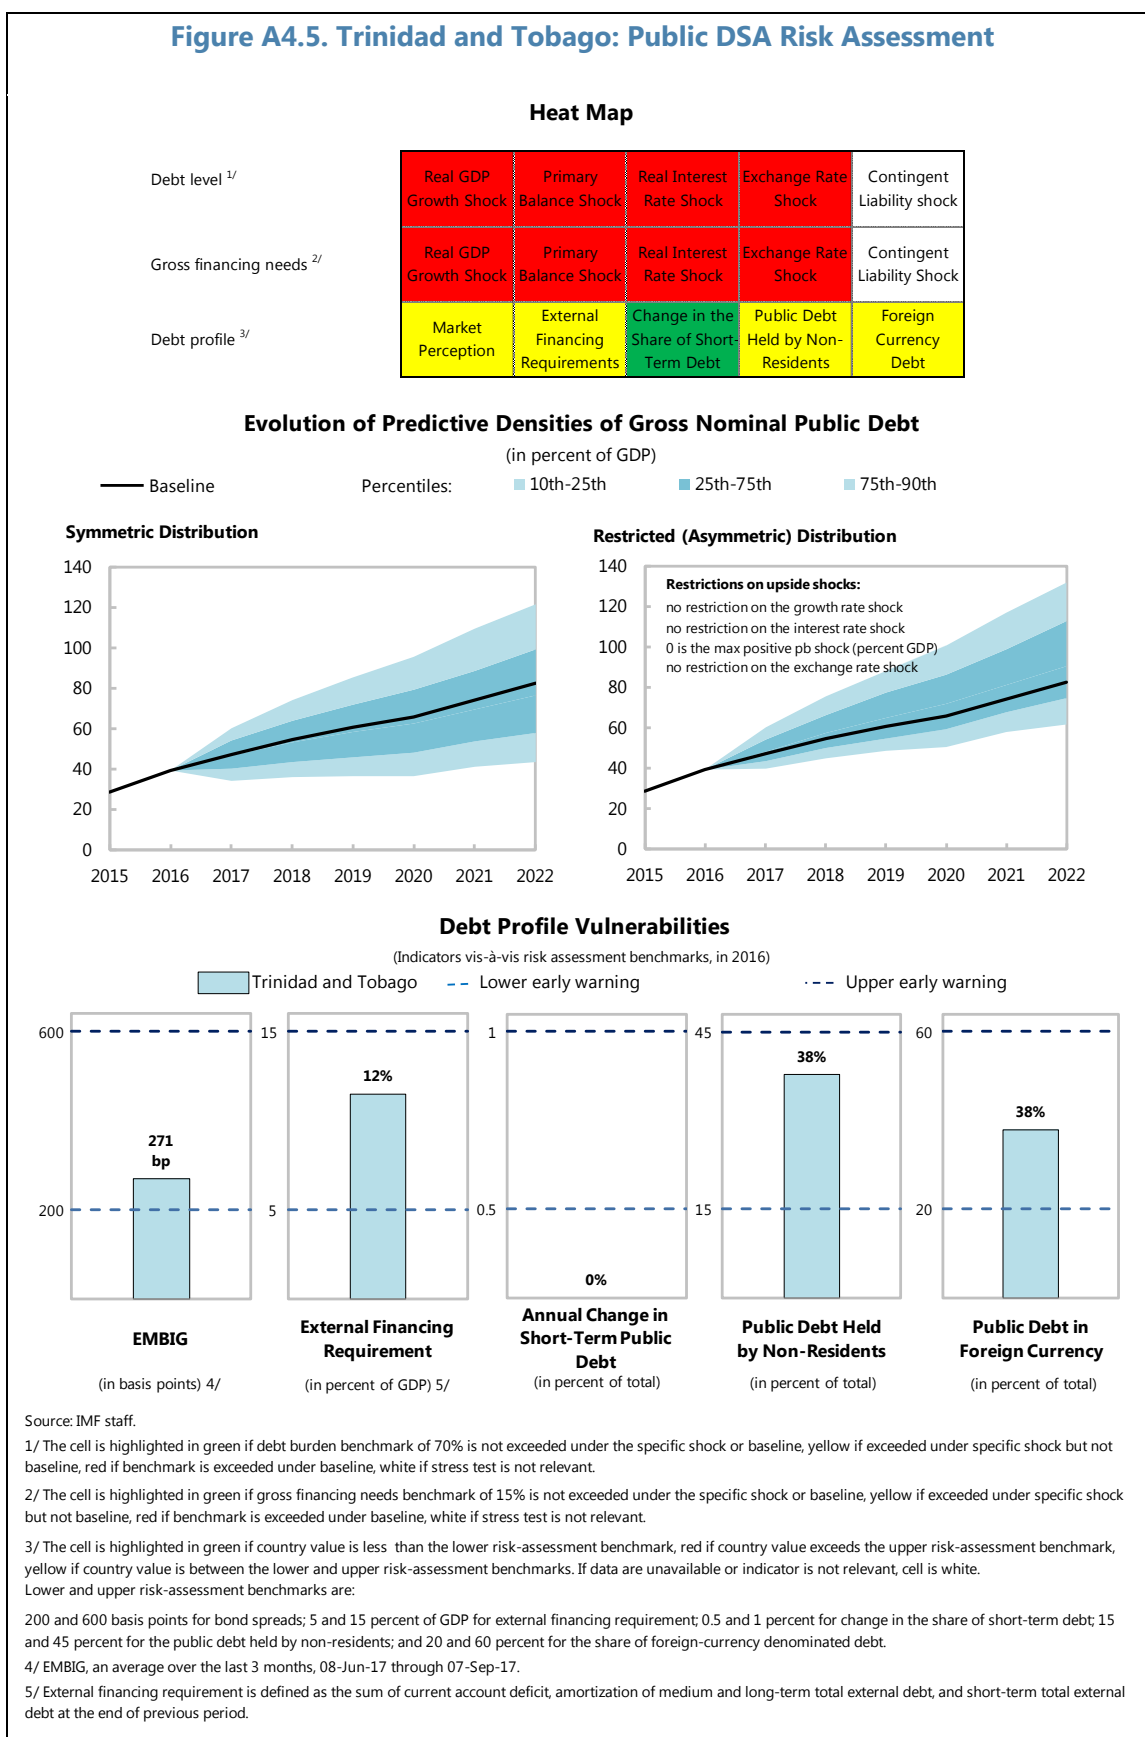 Figure A4.5. Trinidad and Tobago: Public DSA Risk Assessment
Heat Map
Debt level 1/
Real GDP Growth Shock
Primary Balance Shock
Real Interest Rate Shock
Exchange Rate Shock
Contingent Liability shock
Gross financing needs 2/
Real GDP Growth Shock
Primary Balance Shock
Real Interest Rate Shock
Exchange Rate Shock
Contingent Liability Shock
Debt profile 3/
Market Perception
External Financing Requirements
Change in the Share of Short-Term Debt
Public Debt Held by Non-Residents
Foreign Currency Debt
Evolution of Predictive Densities of Gross Nominal Public Debt
(in percent of GDP)
Baseline Percentiles: 10th-25th 25th-75th 75th-90th
Symmetric Distribution
140
120
100
80
60
40
20
0
2015 2016 2017 2018 2019 2020 2021 2022
Restricted (Asymmetric) Distribution
140
120
100
80
60
40
20
0
Restrictions on upside shocks:
no restriction on the growth rate shock
no restriction on the interest rate shock
0 is the max positive pb shock (percent GDP)
no restriction on the exchange rate shock
2015 2016 2017 2018 2019 2020 2021 2022
Debt Profile Vulnerabilities
(Indicators vis-à-vis risk assessment benchmarks, in 2016)
Trinidad and Tobago Lower early warning Upper early warning
600
200
271
bp
EMBIG
(in basis points) 4/
15
5
12%
External Financing
Requirement
(in percent of GDP) 5/
1
0.5
0%
Annual Change in
Short-Term Public
Debt
(in percent of total)
45
15
38%
Public Debt Held
by Non-Residents
(in percent of total)
60
20
38%
Public Debt in
Foreign Currency
(in percent of total)
Source: IMF staff.
1/ The cell is highlighted in green if debt burden benchmark of 70% is not exceeded under the specific shock or baseline, yellow if exceeded under specific shock but not
baseline, red if benchmark is exceeded under baseline, white if stress test is not relevant.
2/ The cell is highlighted in green if gross financing needs benchmark of 15% is not exceeded under the specific shock or baseline, yellow if exceeded under specific shock
but not baseline, red if benchmark is exceeded under baseline, white if stress test is not relevant.
3/ The cell is highlighted in green if country value is less than the lower risk-assessment benchmark, red if country value exceeds the upper risk-assessment benchmark,
yellow if country value is between the lower and upper risk-assessment benchmarks. If data are unavailable or indicator is not relevant, cell is white.
Lower and upper risk-assessment benchmarks are:
200 and 600 basis points for bond spreads; 5 and 15 percent of GDP for external financing requirement; 0.5 and 1 percent for change in the share of short-term debt; 15
and 45 percent for the public debt held by non-residents; and 20 and 60 percent for the share of foreign-currency denominated debt.
4/ EMBIG, an average over the last 3 months, 08-Jun-17 through 07-Sep-17.
5/ External financing requirement is defined as the sum of current account deficit, amortization of medium and long-term total external debt, and short-term total external
debt at the end of previous period.